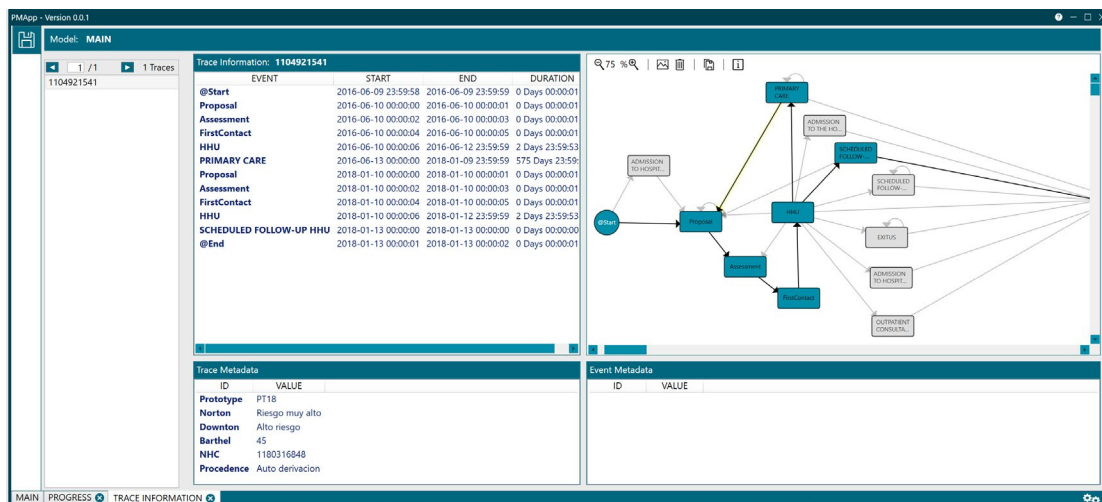 PMApp - Version 0.0.1
Model: MAIN
1 /1 1 Traces
1104921541
Trace Information: 1104921541
EVENT START END DURATION
@Start 2016-06-09 23:59:58 2016-06-09 23:59:59 0 Days 00:00:01
Proposal 2016-06-10 00:00:00 2016-06-10 00:00:01 0 Days 00:00:01
Assessment 2016-06-10 00:00:02 2016-06-10 00:00:03 0 Days 00:00:01
FirstContact 2016-06-10 00:00:04 2016-06-10 00:00:05 0 Days 00:00:01
HHU 2016-06-10 00:00:06 2016-06-12 23:59:59 2 Days 23:59:53
PRIMARY CARE 2016-06-13 00:00:00 2018-01-09 23:59:59 575 Days 23:59:
Proposal 2018-01-10 00:00:00 2018-01-10 00:00:01 0 Days 00:00:01
Assessment 2018-01-10 00:00:02 2018-01-10 00:00:03 0 Days 00:00:01
FirstContact 2018-01-10 00:00:04 2018-01-10 00:00:05 0 Days 00:00:01
HHU 2018-01-10 00:00:06 2018-01-12 23:59:59 2 Days 23:59:53
SCHEDULED FOLLOW-UP HHU 2018-01-13 00:00:00 2018-01-13 00:00:00 0 Days 00:00:00
@End 2018-01-13 00:00:01 2018-01-13 00:00:02 0 Days 00:00:01
75 %
PRIMARY
CARE
ADMISSION
TO THE HO...
SCHEDULED
FOLLOW-...
ADMISSION
TO HOSPIT...
SCHEDULED
FOLLOW-...
@Start
Proposal
HHU
EXITUS
Assessment
ADMISSION
TO HOSPIT...
FirstContact
OUTPATIENT
CONSULTA...
Trace Metadata
ID VALUE
Prototype PT18
Norton Riesgo muy alto
Downton Alto riesgo
Barthel 45
NHC 1180316848
Procedence Auto derivacion
Event Metadata
ID VALUE
MAIN PROGRESS TRACE INFORMATION